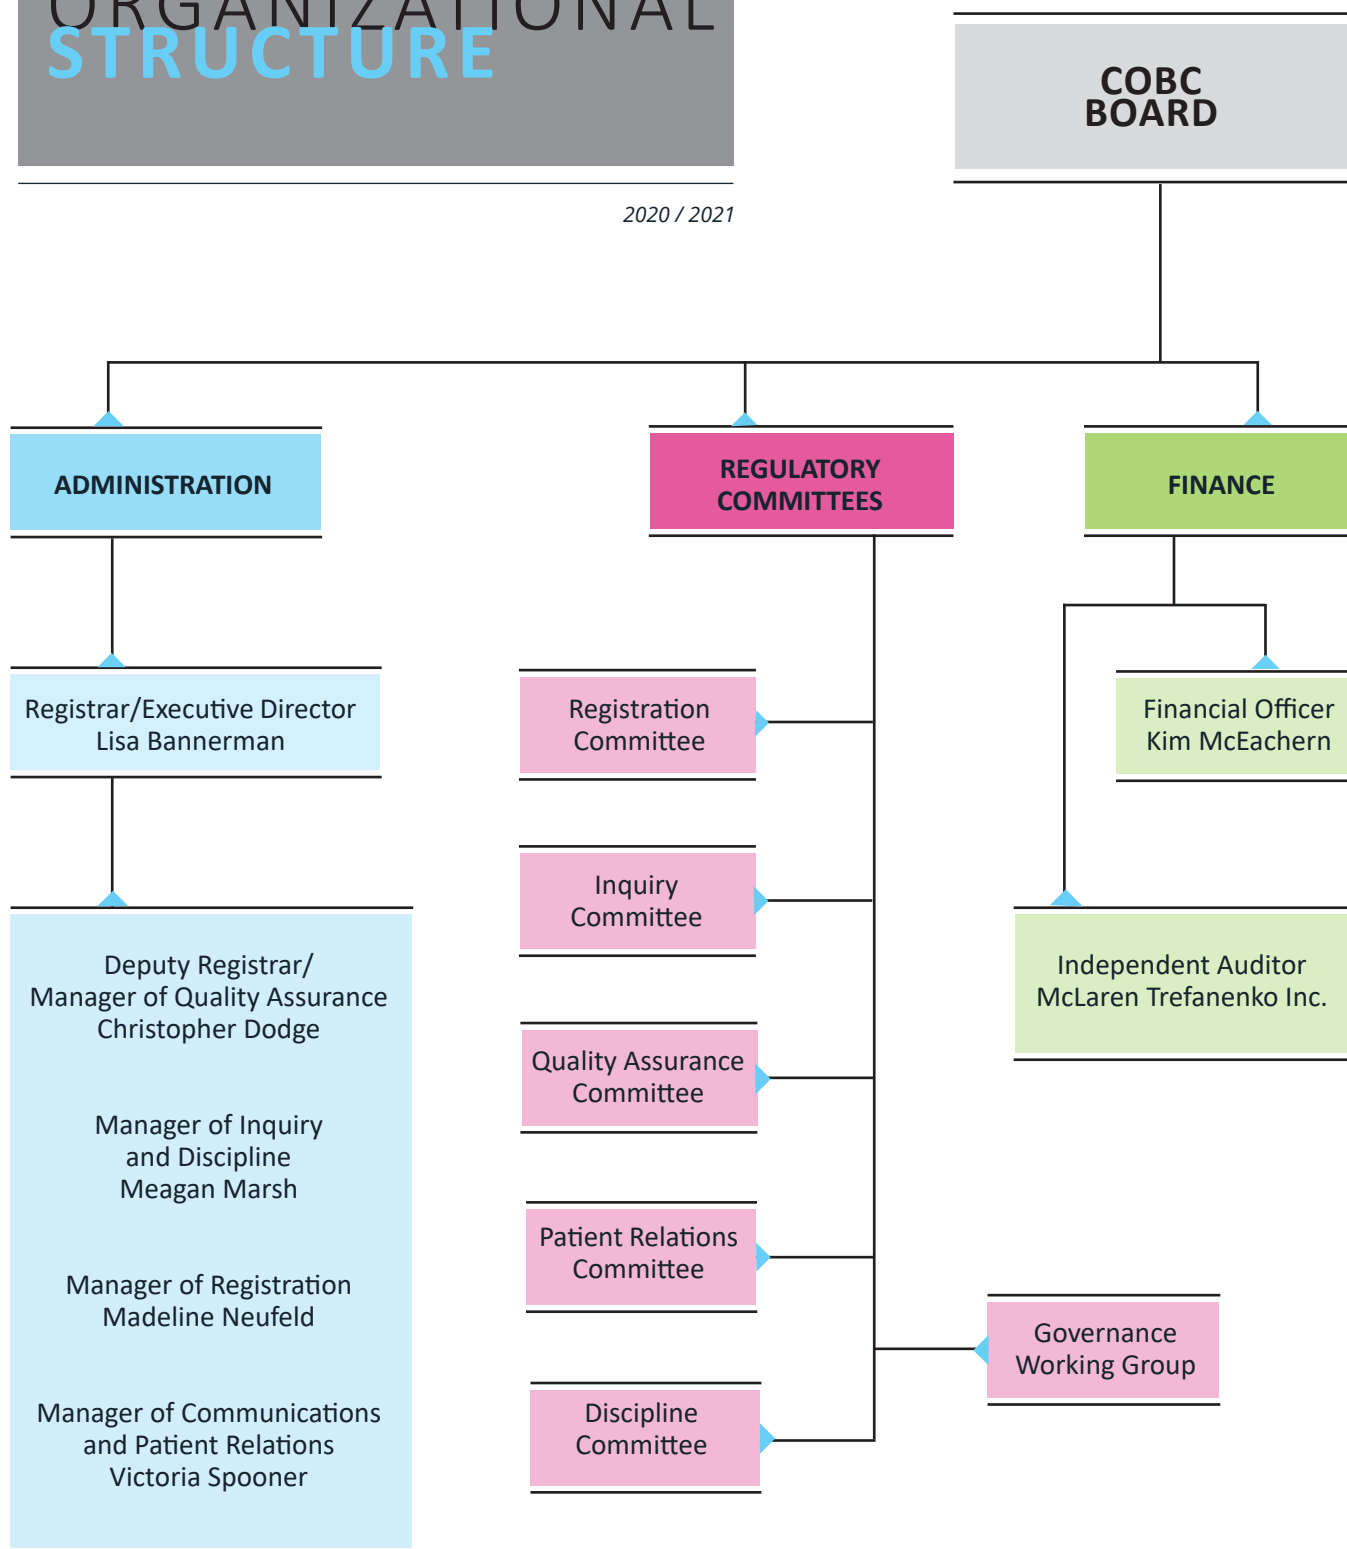 ORGANIZATIONAL
STRUCTURE
2020 / 2021
COBC
BOARD
ADMINISTRATION
REGULATORY
COMMITTEES
FINANCE
Registrar/Executive Director
Lisa Bannerman
Deputy Registrar/
Manager of Quality Assurance
Christopher Dodge
Manager of Inquiry
and Discipline
Meagan Marsh
Manager of Registration
Madeline Neufeld
Manager of Communications
and Patient Relations
Victoria Spooner
Registration
Committee
Inquiry
Committee
Quality Assurance
Committee
Patient Relations
Committee
Discipline
Committee
Governance
Working Group
Financial Officer
Kim McEachern
Independent Auditor
McLaren Trefanenko Inc.